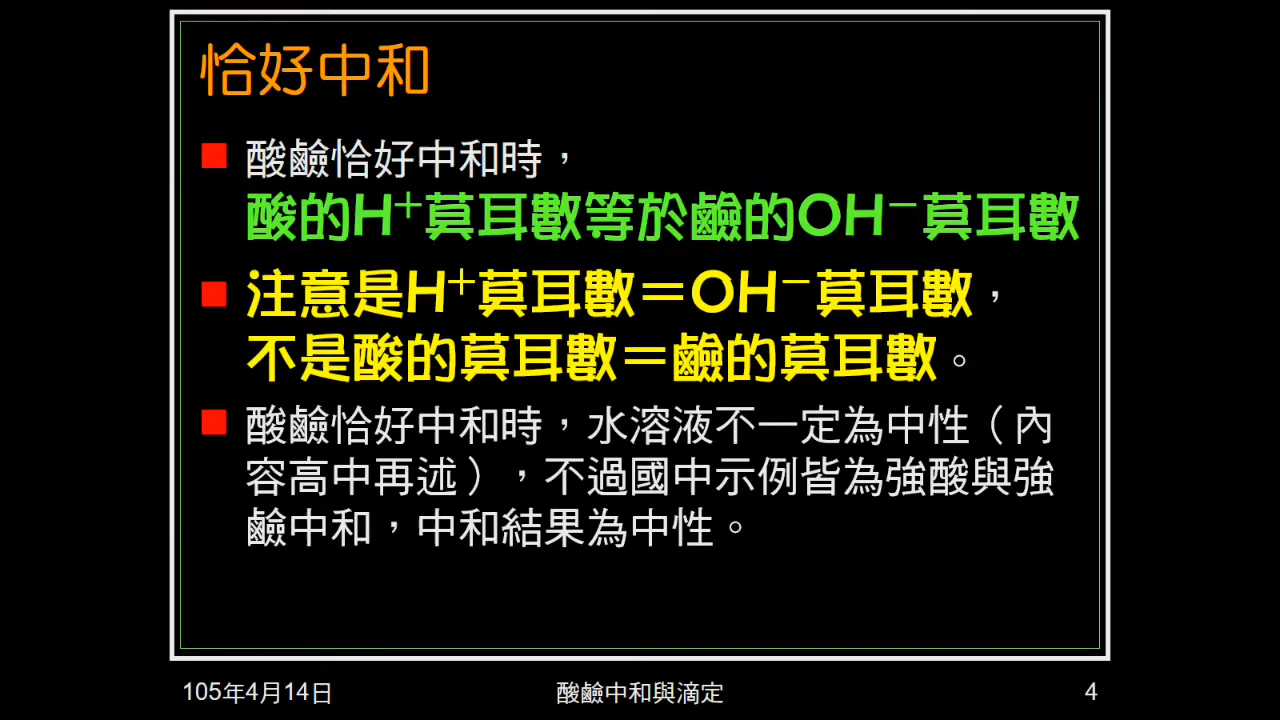 恰好中和
酸鹼恰好中和時，
酸的H⁺莫耳數等於鹼的OH⁻莫耳數
注意是H⁺莫耳數＝OH⁻莫耳數，
不是酸的莫耳數＝鹼的莫耳數。
酸鹼恰好中和時，水溶液不一定為中性（內
容高中再述），不過國中示例皆為強酸與強
鹼中和，中和結果為中性。
105年4月14日
酸鹼中和與滴定
4